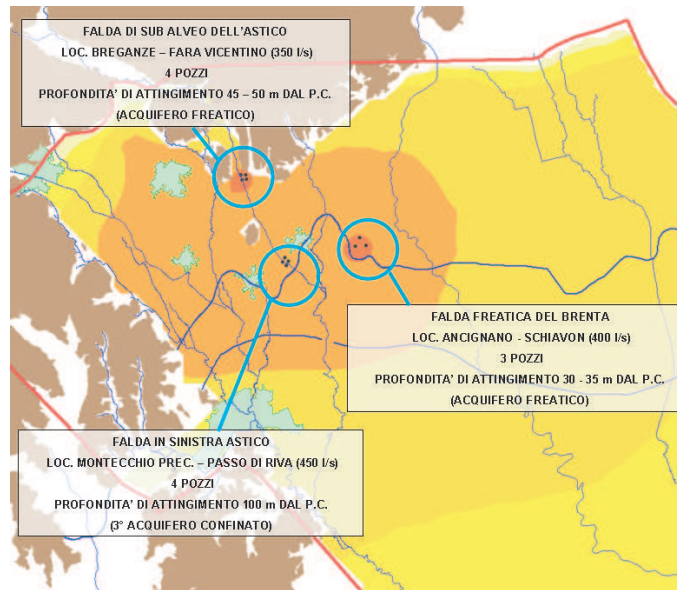 FALDA DI SUB ALVEO DELL'ASTICO
LOC. BREGANZE – FARA VICENTINO (350 l/s)
4 POZZI
PROFONDITA' DI ATTINGIMENTO 45 – 50 m DAL P.C.
(ACQUIFERO FREATICO)
FALDA FREATICA DEL BRENTA
LOC. ANCIGNANO - SCHIAVON (400 l/s)
3 POZZI
PROFONDITA' DI ATTINGIMENTO 30 - 35 m DAL P.C.
(ACQUIFERO FREATICO)
FALDA IN SINISTRA ASTICO
LOC. MONTECCHIO PREC. – PASSO DI RIVA (450 l/s)
4 POZZI
PROFONDITA' DI ATTINGIMENTO 100 m DAL P.C.
(3° ACQUIFERO CONFINATO)